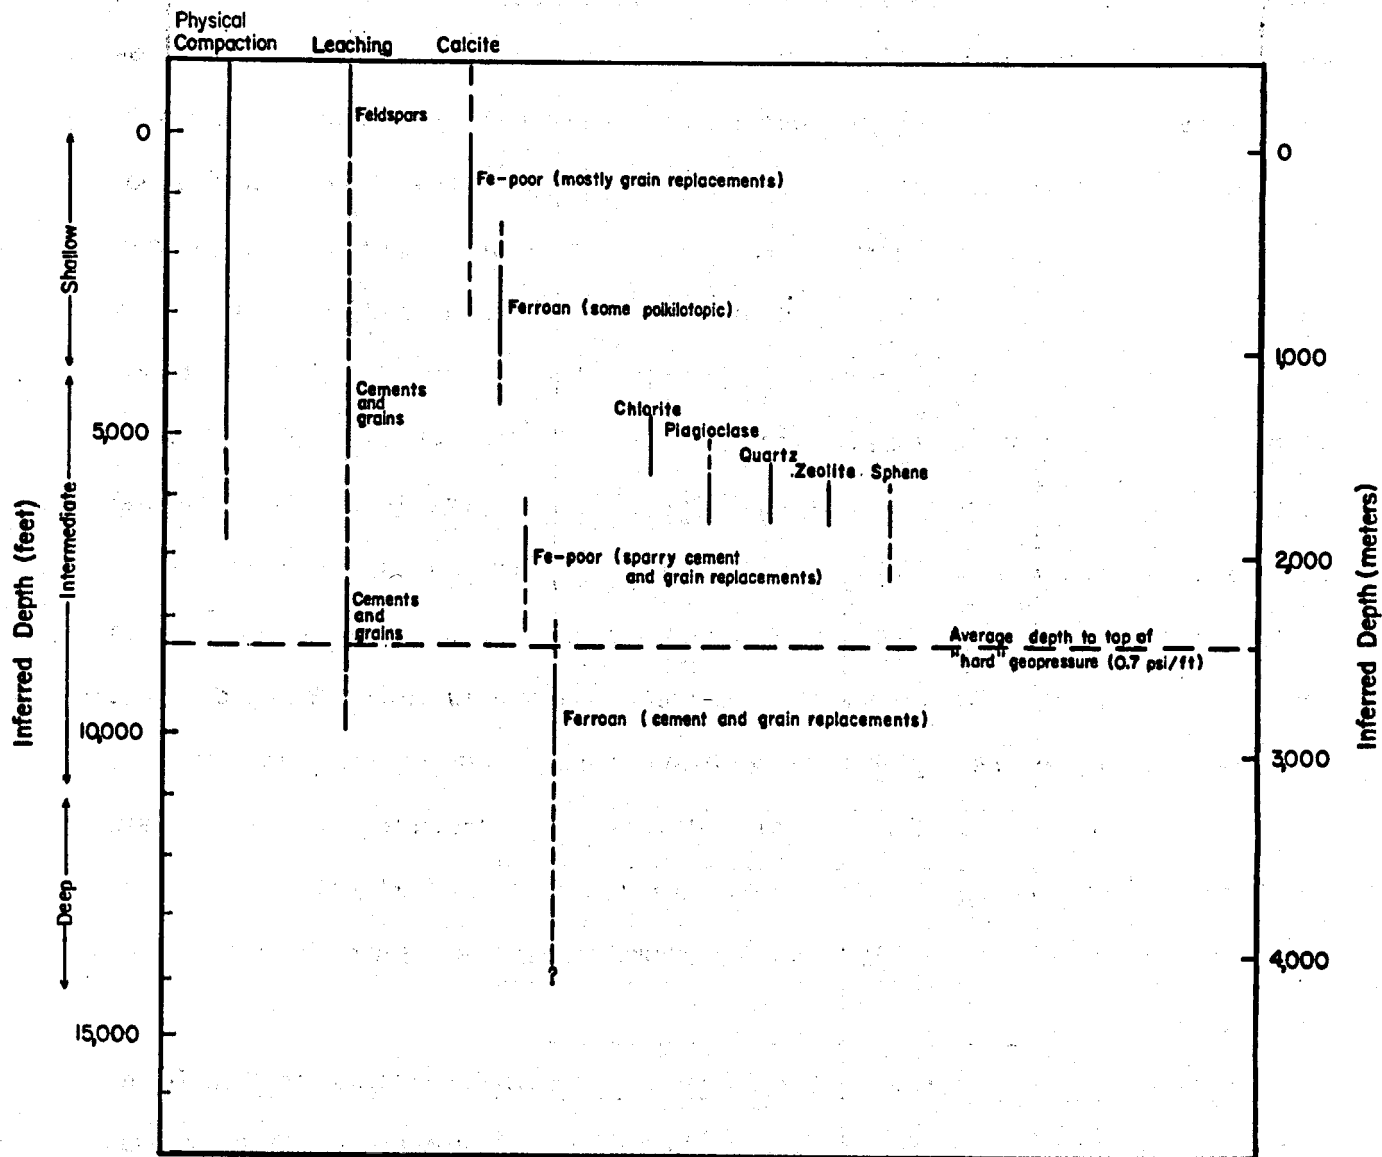 Physical
Compaction
Leaching
Calcite
Feldspars
0
0
Fe-poor (mostly grain replacements)
Shallow
Ferroan (some poikilotopic)
1,000
Cements
and
grains
Chlorite
5,000
Plagioclase
Quartz
Zeolite
Sphene
Inferred Depth (feet)
Intermediate
Inferred Depth (meters)
Fe-poor (sparry cement
and grain replacements)
2,000
Cements
and
grains
Average depth to top of
"hard" geopressure (0.7 psi/ft)
Ferroan (cement and grain replacements)
10,000
3,000
Deep
?
4,000
15,000